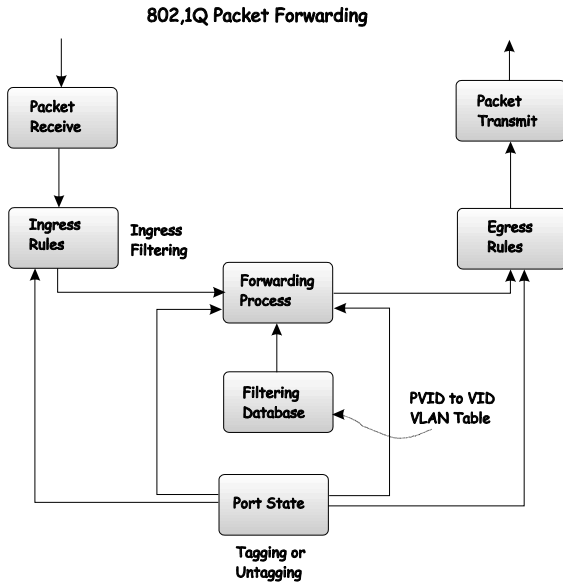 802,1Q Packet Forwarding
Packet
Receive
Packet
Transmit
Ingress
Rules
Ingress
Filtering
Egress
Rules
Forwarding
Process
Filtering
Database
PVID to VID
VLAN Table
Port State
Tagging or
Untagging